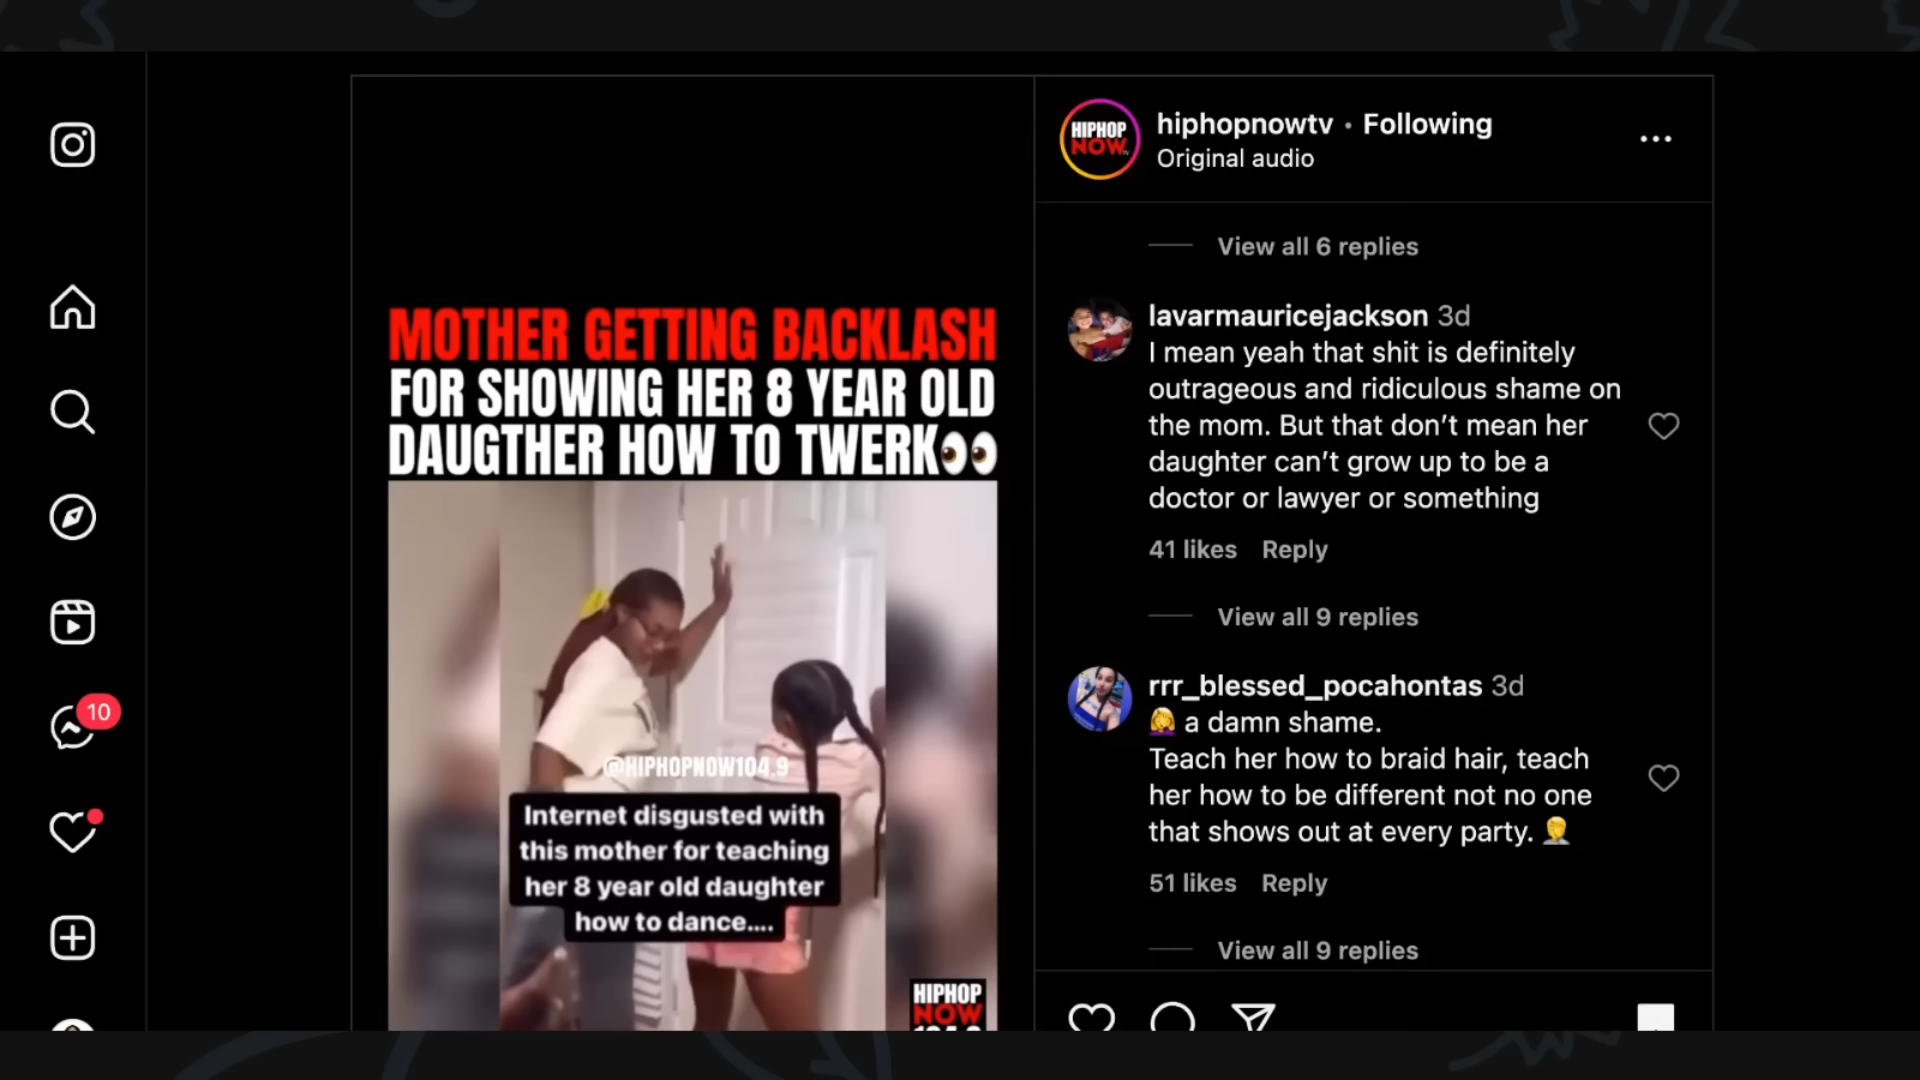 10
MOTHER GETTING BACKLASH
FOR SHOWING HER 8 YEAR OLD
DAUGTHER HOW TO TWERK👀
@HIPHOPNOW104.9
Internet disgusted with
this mother for teaching
her 8 year old daughter
how to dance....
HIPHOP
NOW
104.9
HIPHOP
NOW
TV
hiphopnowtv • Following
Original audio
View all 6 replies
lavarmauricejackson 3d
I mean yeah that shit is definitely
outrageous and ridiculous shame on
the mom. But that don’t mean her
daughter can’t grow up to be a
doctor or lawyer or something
41 likes Reply
View all 9 replies
rrr_blessed_pocahontas 3d
🤦‍♀️ a damn shame.
Teach her how to braid hair, teach
her how to be different not no one
that shows out at every party. 🤦‍♂️
51 likes Reply
View all 9 replies